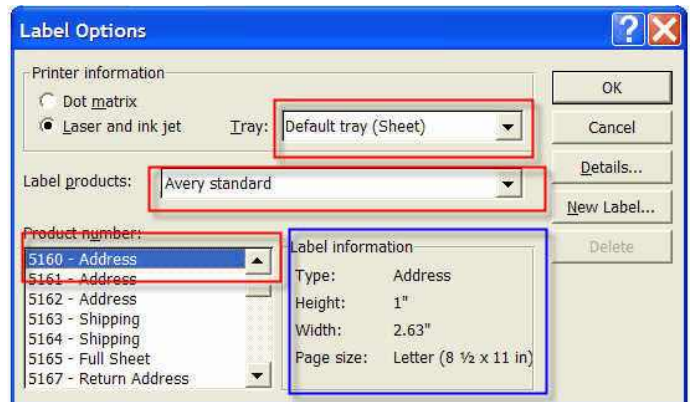 Label Options
Printer information
Dot matrix
Laser and ink jet
Tray:
Default tray (Sheet)
Label products:
Avery standard
Product number:
5160 - Address
5161 - Address
5162 - Address
5163 - Shipping
5164 - Shipping
5165 - Full Sheet
5167 - Return Address
Label information
Type: Address
Height: 1"
Width: 2.63"
Page size: Letter (8 ½ x 11 in)
OK
Cancel
Details...
New Label...
Delete